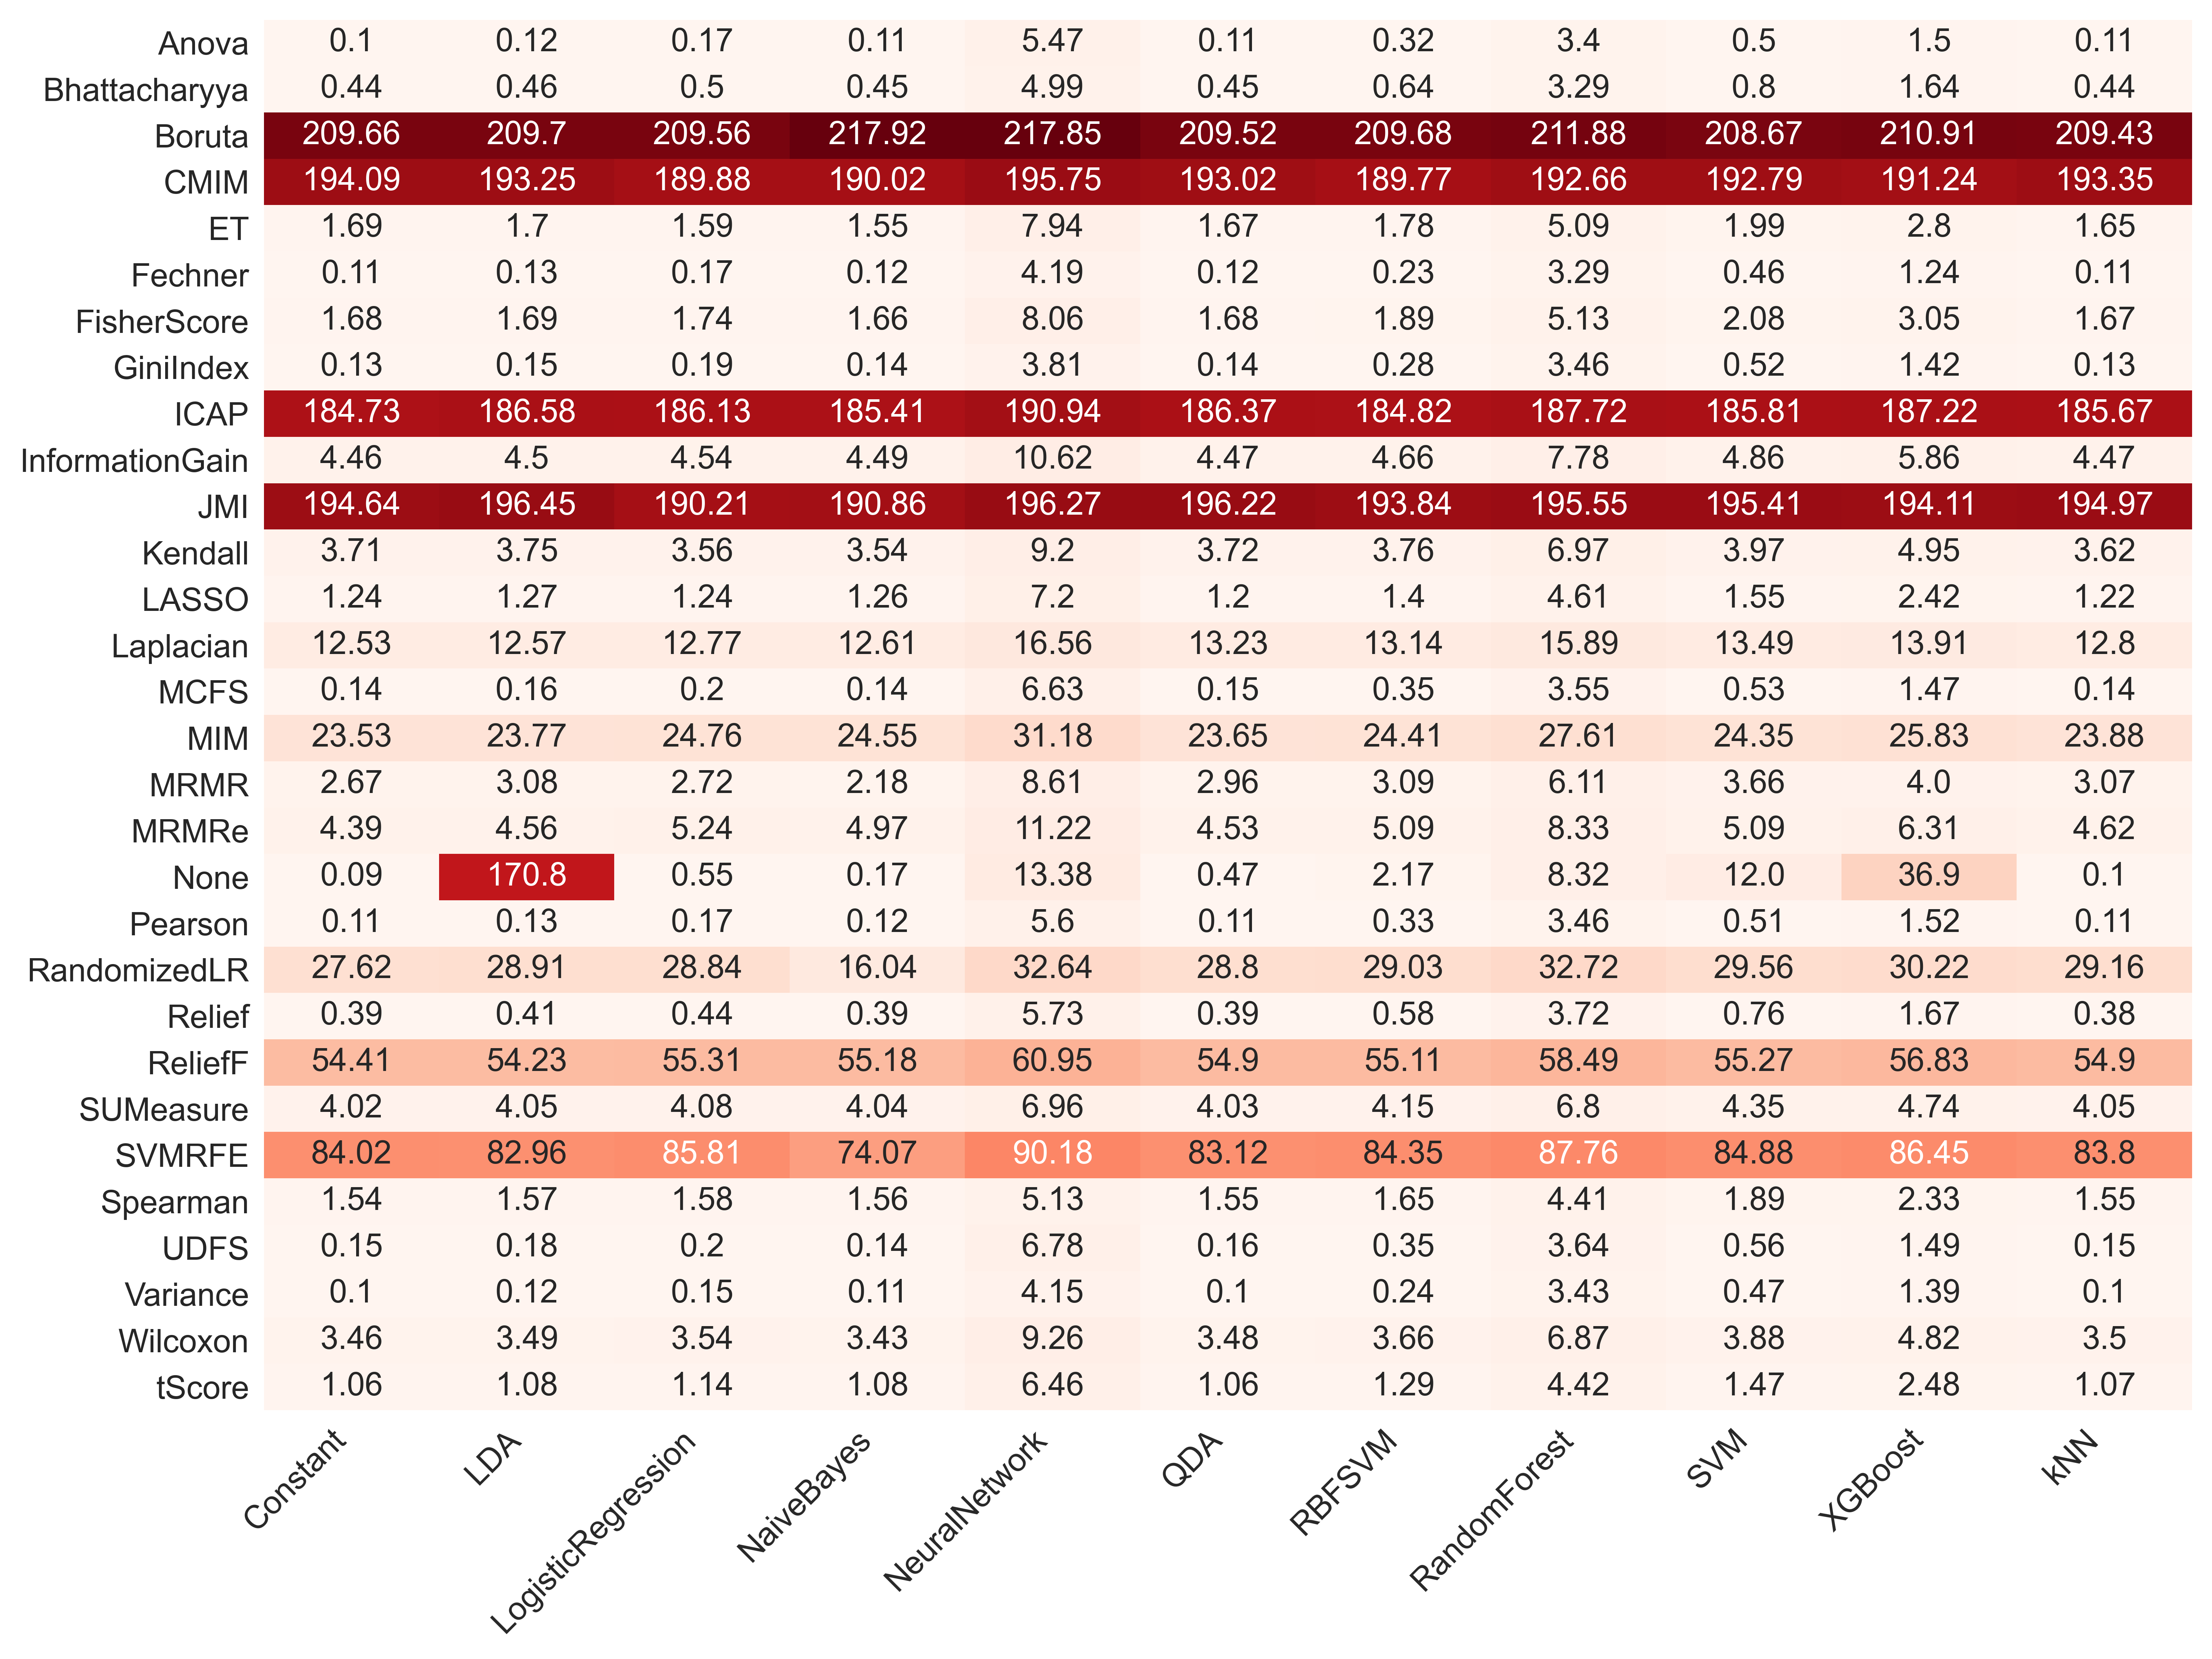 Anova 0.1 0.12 0.17 0.11 5.47 0.11 0.32 3.4 0.5 1.5 0.11
Bhattacharyya 0.44 0.46 0.5 0.45 4.99 0.45 0.64 3.29 0.8 1.64 0.44
Boruta 209.66 209.7 209.56 217.92 217.85 209.52 209.68 211.88 208.67 210.91 209.43
CMIM 194.09 193.25 189.88 190.02 195.75 193.02 189.77 192.66 192.79 191.24 193.35
ET 1.69 1.7 1.59 1.55 7.94 1.67 1.78 5.09 1.99 2.8 1.65
Fechner 0.11 0.13 0.17 0.12 4.19 0.12 0.23 3.29 0.46 1.24 0.11
FisherScore 1.68 1.69 1.74 1.66 8.06 1.68 1.89 5.13 2.08 3.05 1.67
GiniIndex 0.13 0.15 0.19 0.14 3.81 0.14 0.28 3.46 0.52 1.42 0.13
ICAP 184.73 186.58 186.13 185.41 190.94 186.37 184.82 187.72 185.81 187.22 185.67
InformationGain 4.46 4.5 4.54 4.49 10.62 4.47 4.66 7.78 4.86 5.86 4.47
JMI 194.64 196.45 190.21 190.86 196.27 196.22 193.84 195.55 195.41 194.11 194.97
Kendall 3.71 3.75 3.56 3.54 9.2 3.72 3.76 6.97 3.97 4.95 3.62
LASSO 1.24 1.27 1.24 1.26 7.2 1.2 1.4 4.61 1.55 2.42 1.22
Laplacian 12.53 12.57 12.77 12.61 16.56 13.23 13.14 15.89 13.49 13.91 12.8
MCFS 0.14 0.16 0.2 0.14 6.63 0.15 0.35 3.55 0.53 1.47 0.14
MIM 23.53 23.77 24.76 24.55 31.18 23.65 24.41 27.61 24.35 25.83 23.88
MRMR 2.67 3.08 2.72 2.18 8.61 2.96 3.09 6.11 3.66 4.0 3.07
MRMRe 4.39 4.56 5.24 4.97 11.22 4.53 5.09 8.33 5.09 6.31 4.62
None 0.09 170.8 0.55 0.17 13.38 0.47 2.17 8.32 12.0 36.9 0.1
Pearson 0.11 0.13 0.17 0.12 5.6 0.11 0.33 3.46 0.51 1.52 0.11
RandomizedLR 27.62 28.91 28.84 16.04 32.64 28.8 29.03 32.72 29.56 30.22 29.16
Relief 0.39 0.41 0.44 0.39 5.73 0.39 0.58 3.72 0.76 1.67 0.38
ReliefF 54.41 54.23 55.31 55.18 60.95 54.9 55.11 58.49 55.27 56.83 54.9
SUMeasure 4.02 4.05 4.08 4.04 6.96 4.03 4.15 6.8 4.35 4.74 4.05
SVMRFE 84.02 82.96 85.81 74.07 90.18 83.12 84.35 87.76 84.88 86.45 83.8
Spearman 1.54 1.57 1.58 1.56 5.13 1.55 1.65 4.41 1.89 2.33 1.55
UDFS 0.15 0.18 0.2 0.14 6.78 0.16 0.35 3.64 0.56 1.49 0.15
Variance 0.1 0.12 0.15 0.11 4.15 0.1 0.24 3.43 0.47 1.39 0.1
Wilcoxon 3.46 3.49 3.54 3.43 9.26 3.48 3.66 6.87 3.88 4.82 3.5
tScore 1.06 1.08 1.14 1.08 6.46 1.06 1.29 4.42 1.47 2.48 1.07
Constant LDA LogisticRegression NaiveBayes NeuralNetwork QDA RBFSVM RandomForest SVM XGBoost kNN